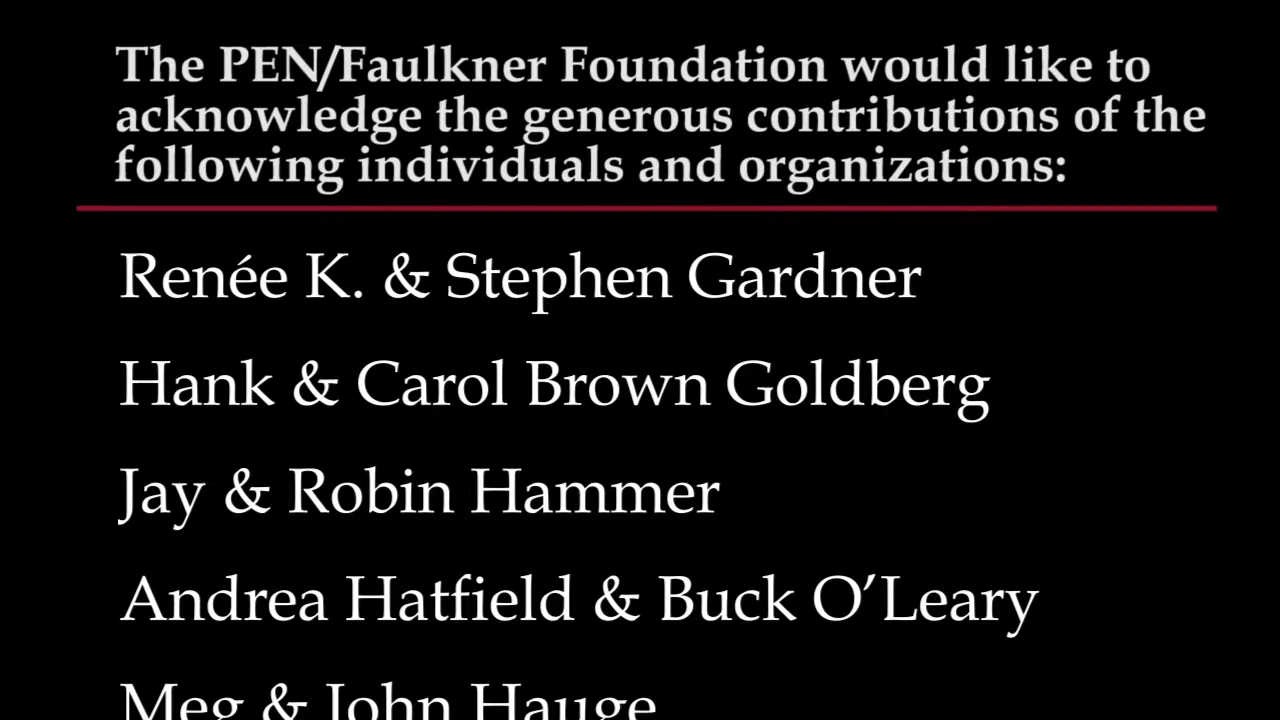 The PEN/Faulkner Foundation would like to
acknowledge the generous contributions of the
following individuals and organizations:
Renée K. & Stephen Gardner
Hank & Carol Brown Goldberg
Jay & Robin Hammer
Andrea Hatfield & Buck O’Leary
Meg & John Hauge